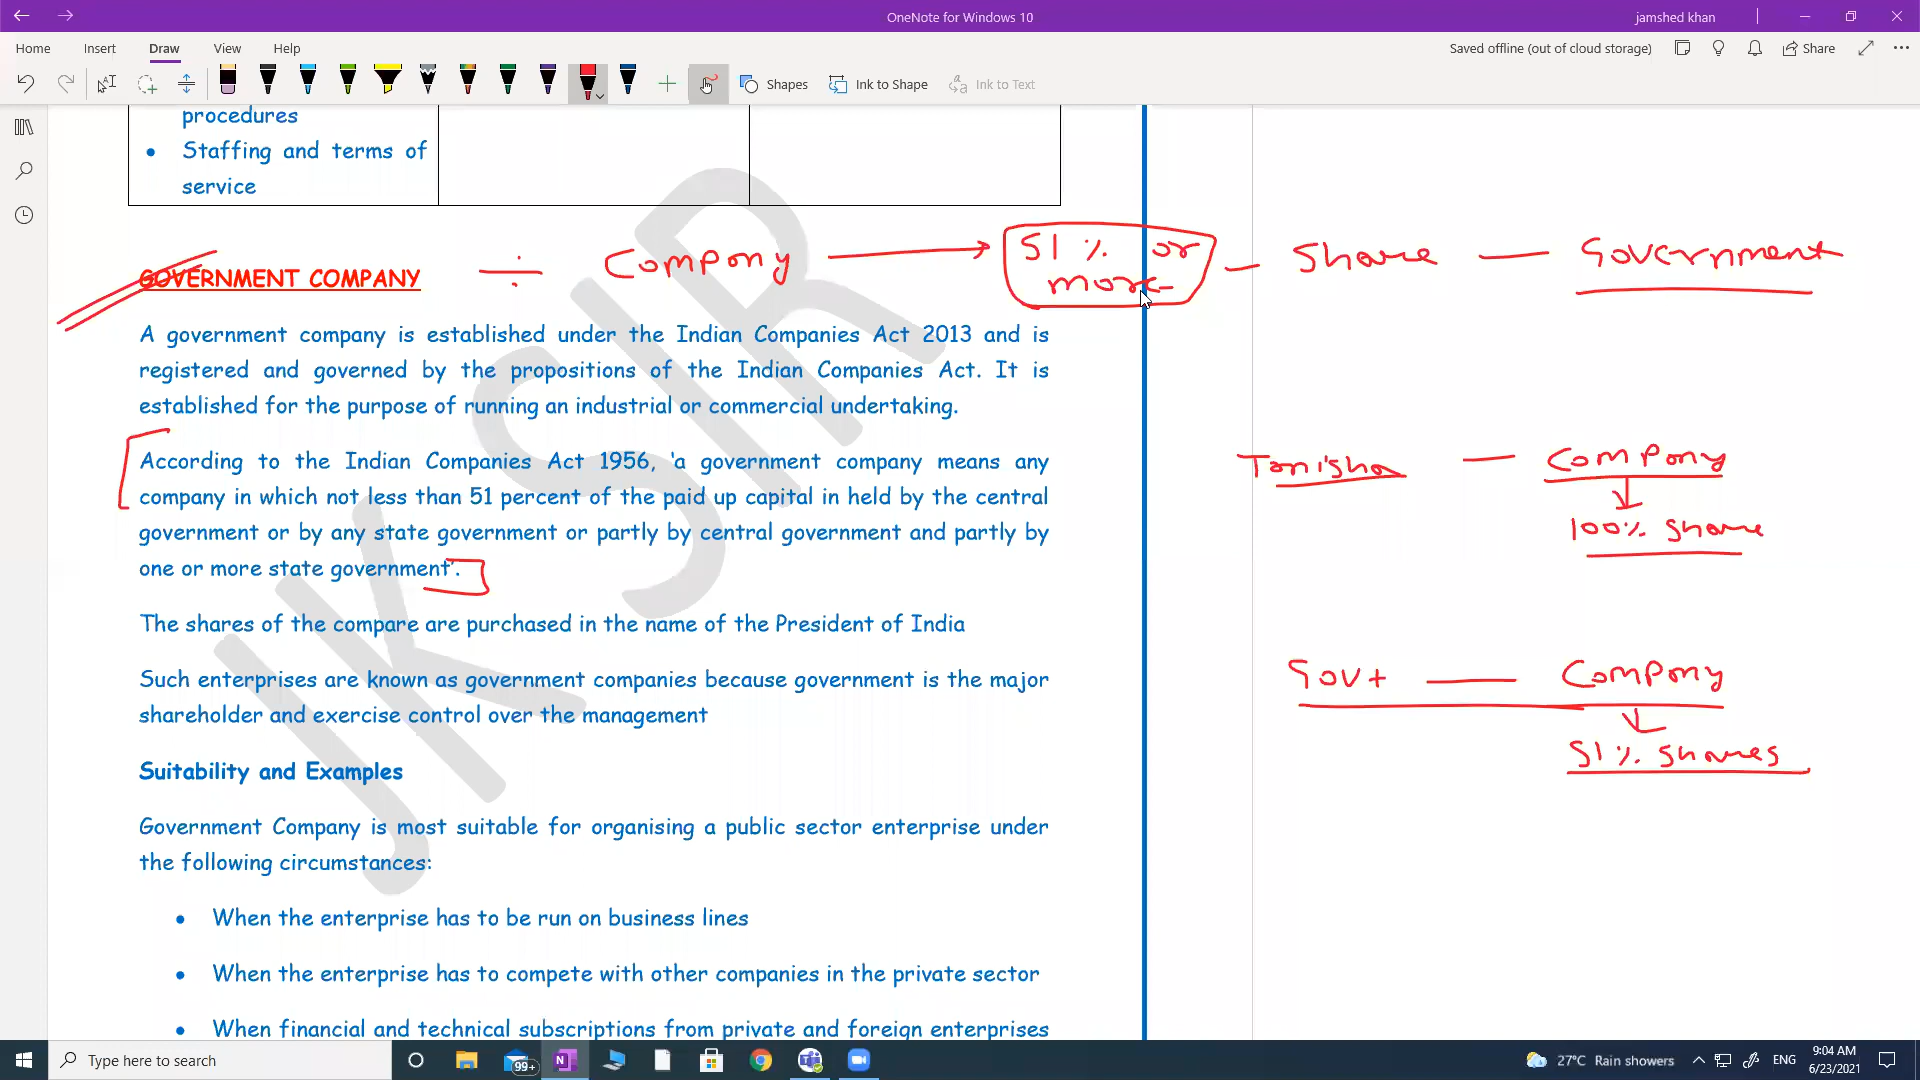 OneNote for Windows 10
jamshed khan
Home Insert Draw View Help
Saved offline (out of cloud storage)
Share
Shapes
Ink to Shape
Ink to Text
procedures
• Staffing and terms of
service
GOVERNMENT COMPANY ÷ Company → 51 % or
more – Share — Government
A government company is established under the Indian Companies Act 2013 and is
registered and governed by the propositions of the Indian Companies Act. It is
established for the purpose of running an industrial or commercial undertaking.
According to the Indian Companies Act 1956, 'a government company means any
company in which not less than 51 percent of the paid up capital in held by the central
government or by any state government or partly by central government and partly by
one or more state government'.
The shares of the compare are purchased in the name of the President of India
Such enterprises are known as government companies because government is the major
shareholder and exercise control over the management
Suitability and Examples
Government Company is most suitable for organising a public sector enterprise under
the following circumstances:
• When the enterprise has to be run on business lines
• When the enterprise has to compete with other companies in the private sector
• When financial and technical subscriptions from private and foreign enterprises
Tanisha — Company
↓
100% Share
Govt — Company
↓
51 % Shares
JK SIR
Type here to search
99+
27°C Rain showers
ENG
9:04 AM
6/23/2021